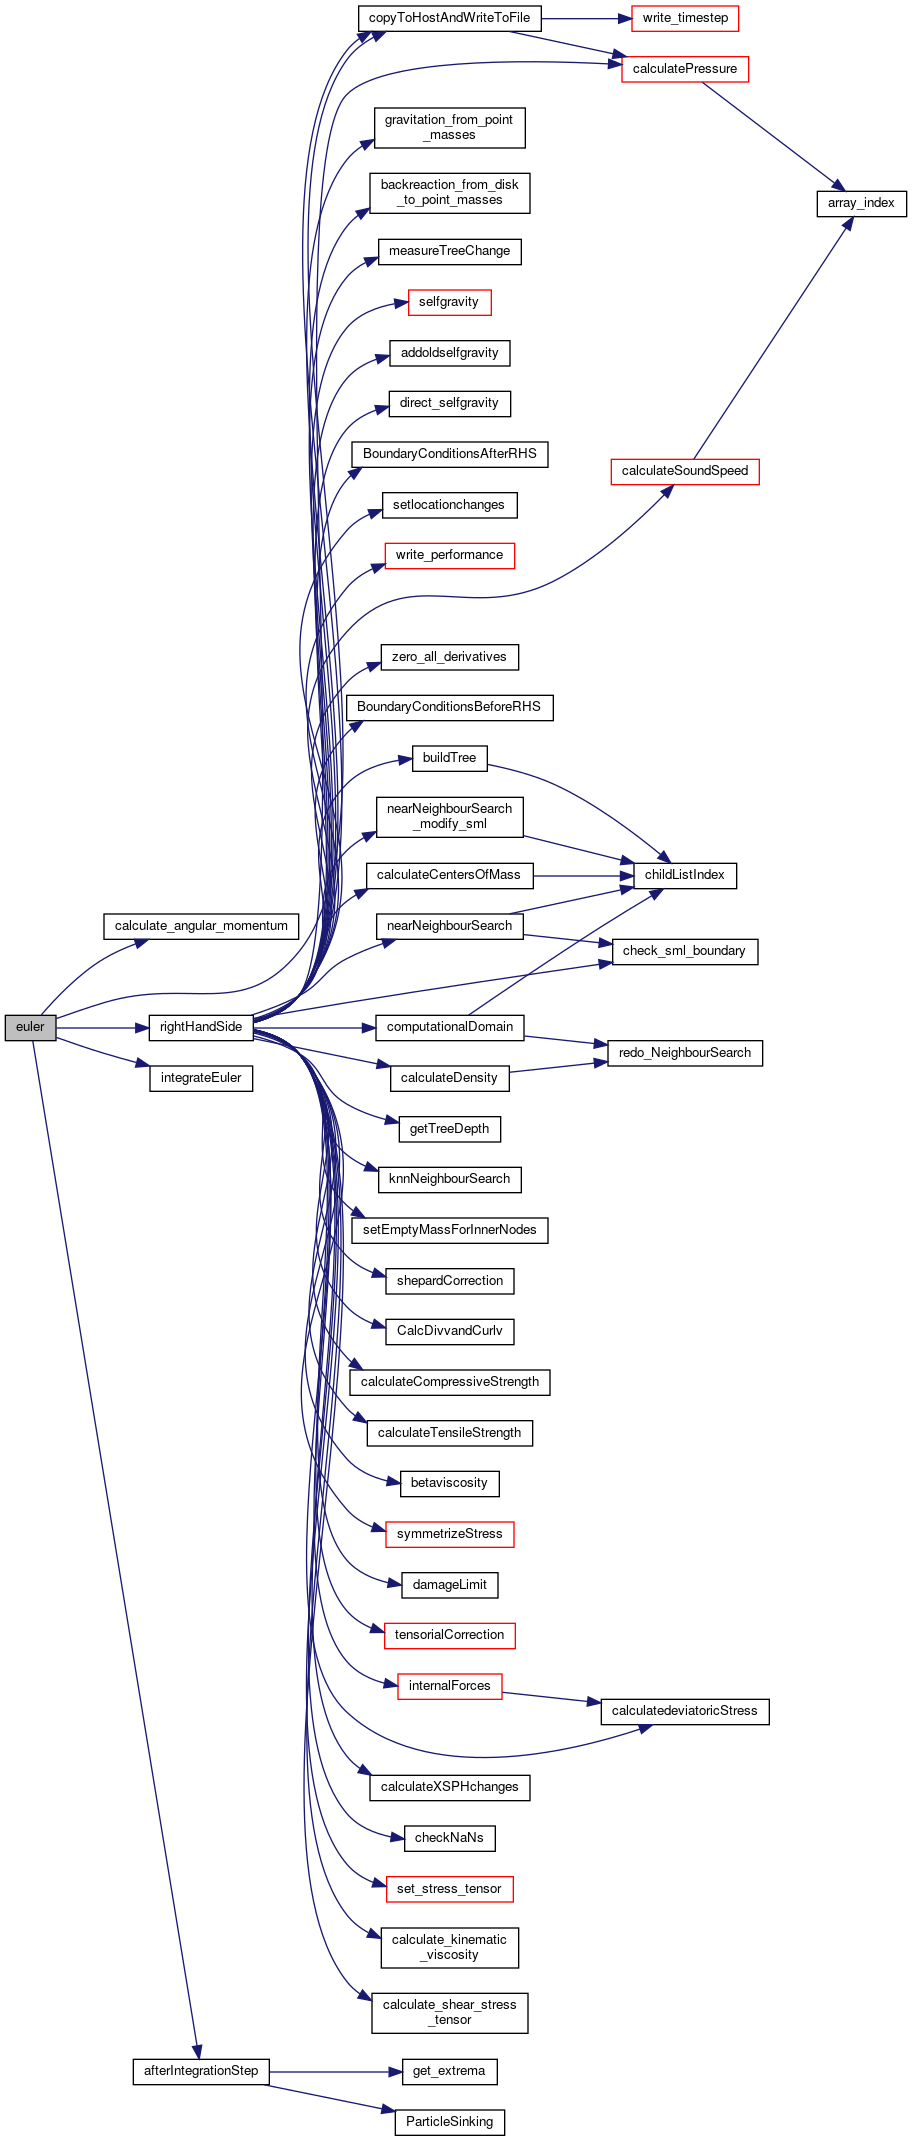 copyToHostAndWriteToFile
write_timestep
calculatePressure
gravitation_from_point
_masses
backreaction_from_disk
_to_point_masses
array_index
measureTreeChange
selfgravity
addoldselfgravity
direct_selfgravity
BoundaryConditionsAfterRHS
calculateSoundSpeed
setlocationchanges
write_performance
zero_all_derivatives
BoundaryConditionsBeforeRHS
buildTree
nearNeighbourSearch
_modify_sml
calculateCentersOfMass
childListIndex
calculate_angular_momentum
nearNeighbourSearch
check_sml_boundary
euler
rightHandSide
computationalDomain
redo_NeighbourSearch
integrateEuler
calculateDensity
getTreeDepth
knnNeighbourSearch
setEmptyMassForInnerNodes
shepardCorrection
CalcDivvandCurlv
calculateCompressiveStrength
calculateTensileStrength
betaviscosity
symmetrizeStress
damageLimit
tensorialCorrection
internalForces
calculatedeviatoricStress
calculateXSPHchanges
checkNaNs
set_stress_tensor
calculate_kinematic
_viscosity
calculate_shear_stress
_tensor
afterIntegrationStep
get_extrema
ParticleSinking